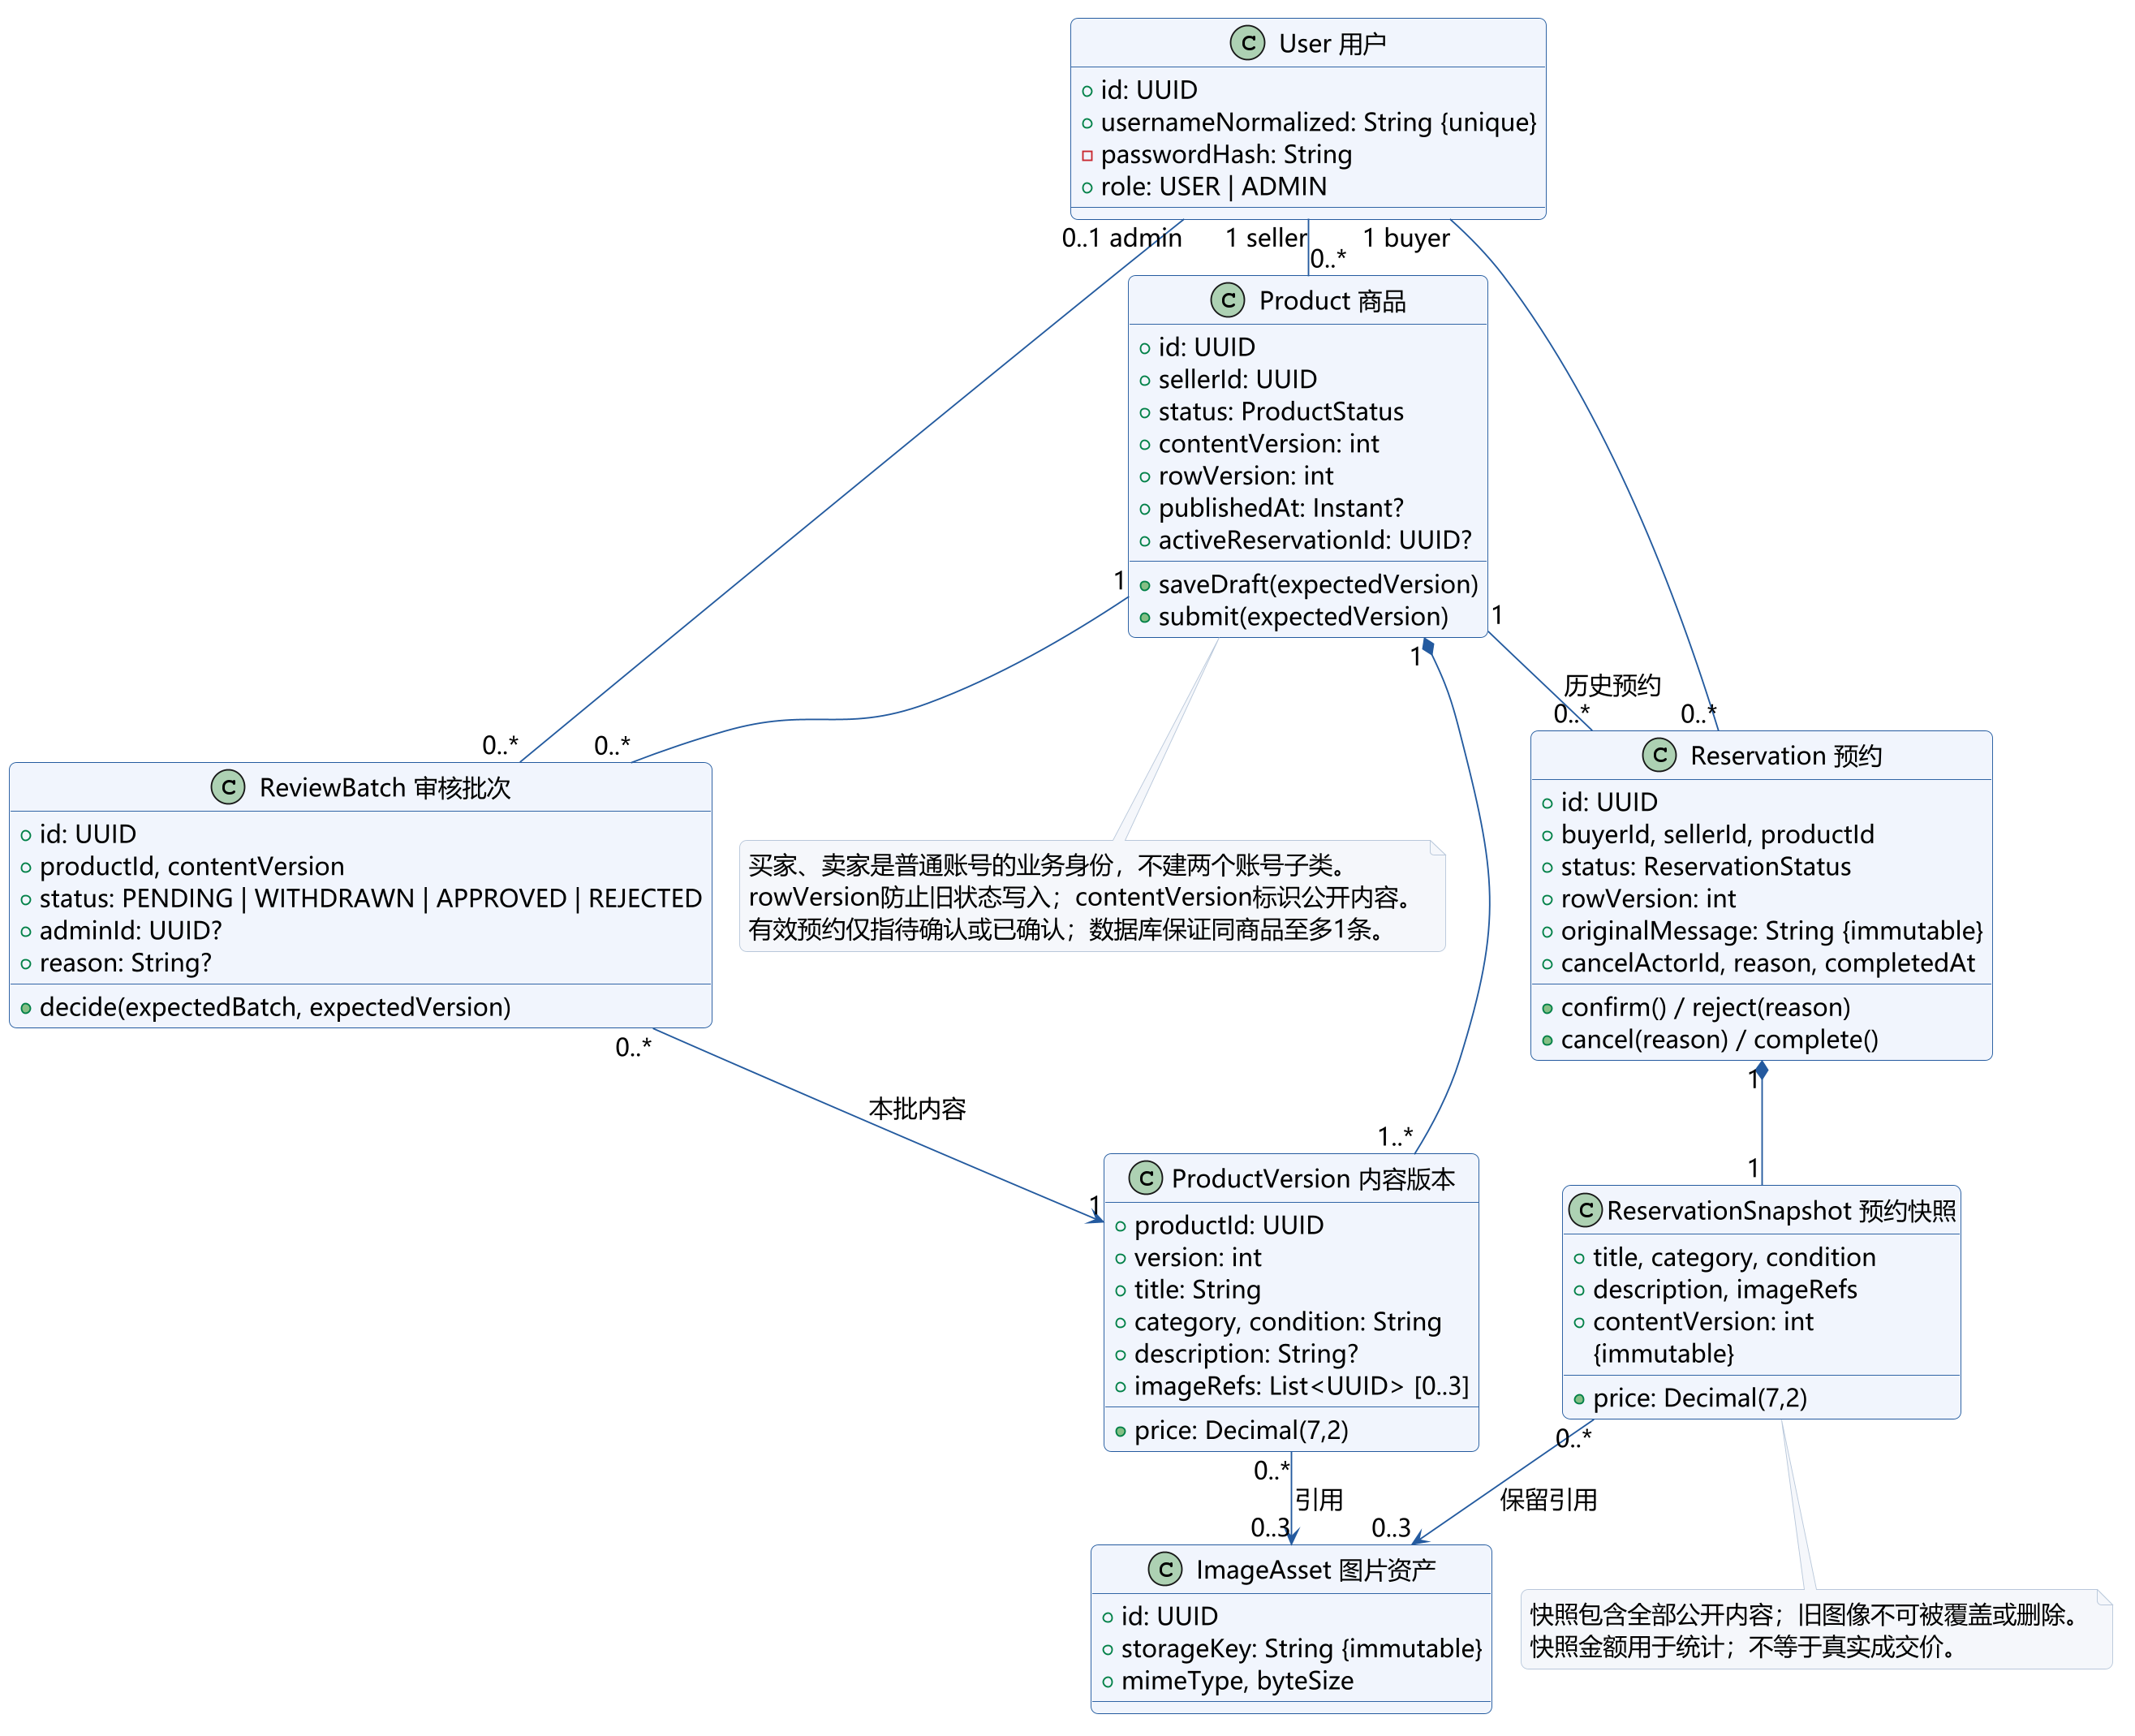 C User 用户
id: UUID
usernameNormalized: String {unique}
passwordHash: String
role: USER | ADMIN
0..1 admin
1 seller
1 buyer
0..*
C Product 商品
id: UUID
sellerId: UUID
status: ProductStatus
contentVersion: int
rowVersion: int
publishedAt: Instant?
activeReservationId: UUID?
saveDraft(expectedVersion)
submit(expectedVersion)
1
1
1
历史预约
0..*
0..*
0..*
0..*
C ReviewBatch 审核批次
id: UUID
productId, contentVersion
status: PENDING | WITHDRAWN | APPROVED | REJECTED
adminId: UUID?
reason: String?
decide(expectedBatch, expectedVersion)
买家、卖家是普通账号的业务身份，不建两个账号子类。
rowVersion防止旧状态写入；contentVersion标识公开内容。
有效预约仅指待确认或已确认；数据库保证同商品至多1条。
C Reservation 预约
id: UUID
buyerId, sellerId, productId
status: ReservationStatus
rowVersion: int
originalMessage: String {immutable}
cancelActorId, reason, completedAt
confirm() / reject(reason)
cancel(reason) / complete()
0..*
本批内容
1
1..*
1
1
C ProductVersion 内容版本
productId: UUID
version: int
title: String
category, condition: String
description: String?
imageRefs: List<UUID> [0..3]
price: Decimal(7,2)
C ReservationSnapshot 预约快照
title, category, condition
description, imageRefs
contentVersion: int
{immutable}
price: Decimal(7,2)
0..*
引用
0..3
0..*
保留引用
0..3
C ImageAsset 图片资产
id: UUID
storageKey: String {immutable}
mimeType, byteSize
快照包含全部公开内容；旧图像不可被覆盖或删除。
快照金额用于统计；不等于真实成交价。